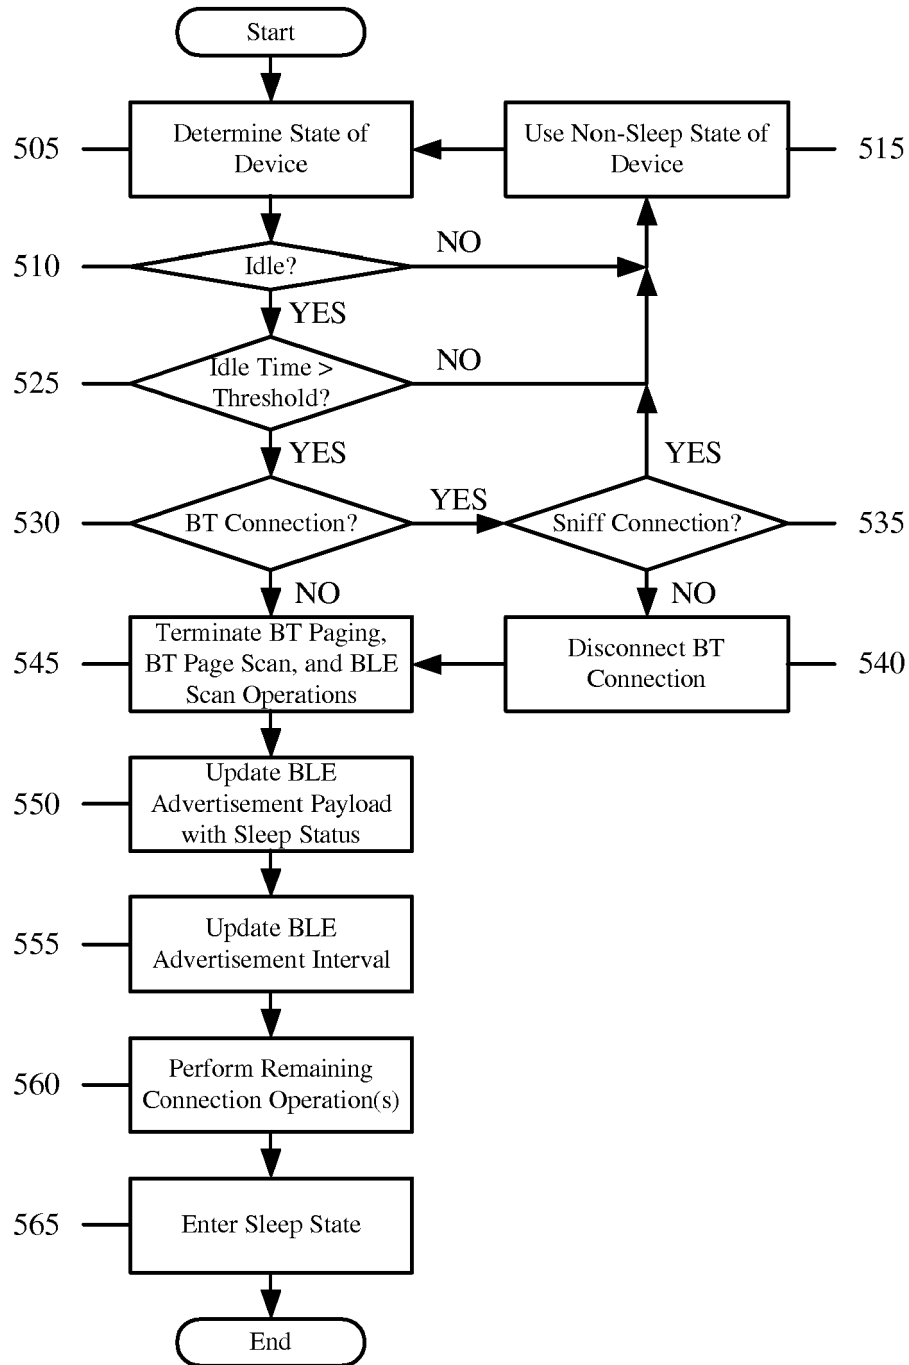 Start
505
Determine State of
Device
Use Non-Sleep State of
Device
515
510
Idle?
NO
YES
525
Idle Time >
Threshold?
NO
YES
YES
530
BT Connection?
YES
Sniff Connection?
535
NO
NO
545
Terminate BT Paging,
BT Page Scan, and BLE
Scan Operations
Disconnect BT
Connection
540
550
Update BLE
Advertisement Payload
with Sleep Status
555
Update BLE
Advertisement Interval
560
Perform Remaining
Connection Operation(s)
565
Enter Sleep State
End